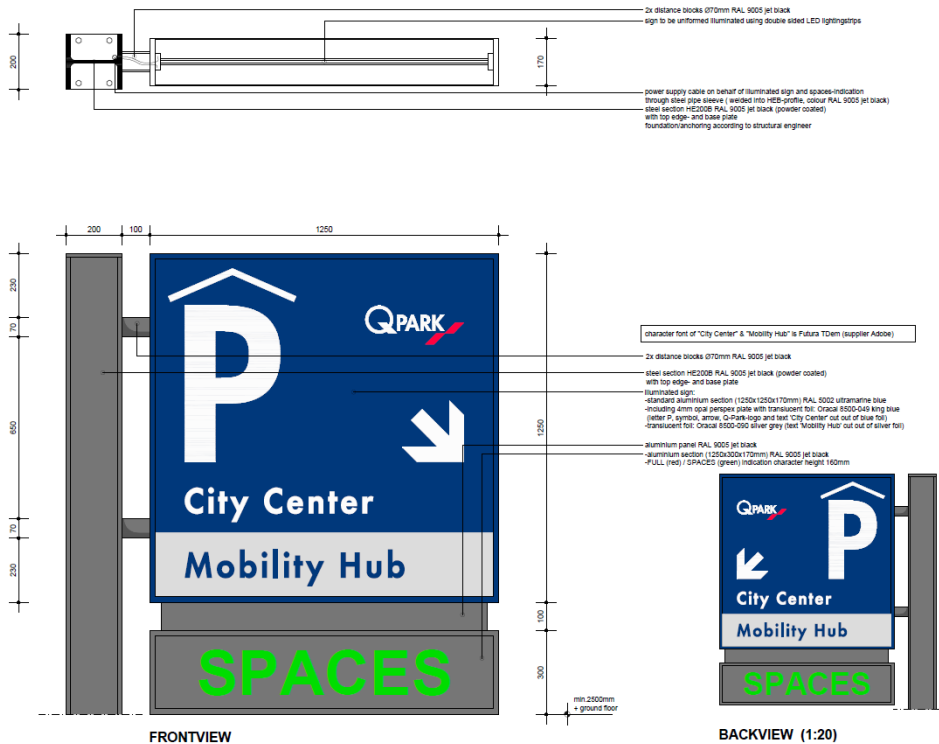 2x distance blocks Ø70mm RAL 9005 jet black
sign to be uniformed illuminated using double sided LED lightingstrips
200
170
power supply cable on behalf of illuminated sign and spaces-indication
through steel pipe sleeve ( welded into HEB-profile, colour RAL 9005 jet black)
steel section HE200B RAL 9005 jet black (powder coated)
with top edge- and base plate
foundation/anchoring according to structural engineer
200
100
1250
230
70
650
70
230
1250
100
300
P
QPARK
City Center
Mobility Hub
SPACES
character font of "City Center" & "Mobility Hub" is Futura TDem (supplier Adobe)
2x distance blocks Ø70mm RAL 9005 jet black
steel section HE200B RAL 9005 jet black (powder coated)
with top edge- and base plate
illuminated sign:
-standard aluminium section (1250x1250x170mm) RAL 5002 ultramarine blue
-including 4mm opal perspex plate with translucent foil: Oracal 8500-049 king blue
(letter P, symbol, arrow, Q-Park-logo and text 'City Center' cut out of blue foil)
-translucent foil: Oracal 8500-090 silver grey (text 'Mobility Hub' cut out of silver foil)
aluminium panel RAL 9005 jet black
-aluminium section (1250x300x170mm) RAL 9005 jet black
-FULL (red) / SPACES (green) indication character height 160mm
min.2500mm
+ ground floor
QPARK
P
City Center
Mobility Hub
SPACES
FRONTVIEW
BACKVIEW (1:20)